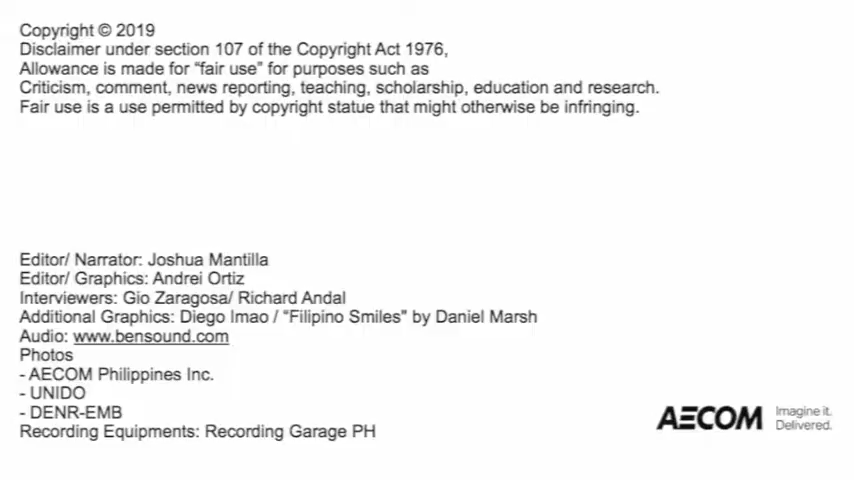 Copyright © 2019
Disclaimer under section 107 of the Copyright Act 1976,
Allowance is made for “fair use” for purposes such as
Criticism, comment, news reporting, teaching, scholarship, education and research.
Fair use is a use permitted by copyright statue that might otherwise be infringing.
Editor/ Narrator: Joshua Mantilla
Editor/ Graphics: Andrei Ortiz
Interviewers: Gio Zaragosa/ Richard Andal
Additional Graphics: Diego Imao / “Filipino Smiles" by Daniel Marsh
Audio: www.bensound.com
Photos
- AECOM Philippines Inc.
- UNIDO
- DENR-EMB
Recording Equipments: Recording Garage PH
AECOM
Imagine it.
Delivered.